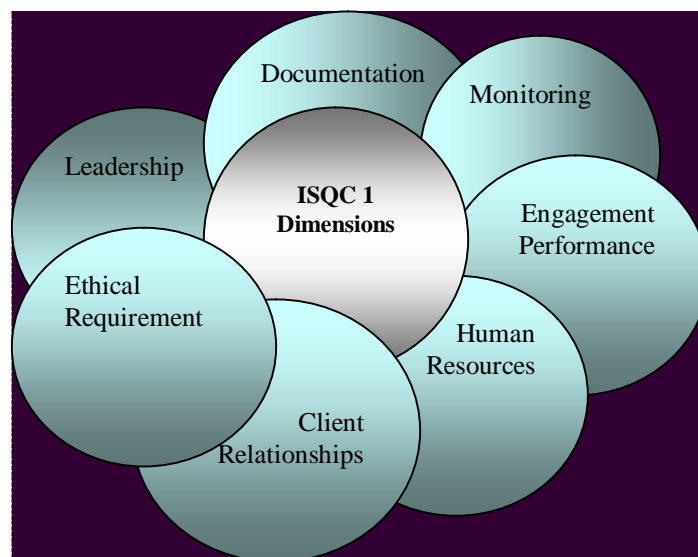 Documentation
Monitoring
Leadership
ISQC 1
Dimensions
Engagement
Performance
Ethical
Requirement
Human
Resources
Client
Relationships